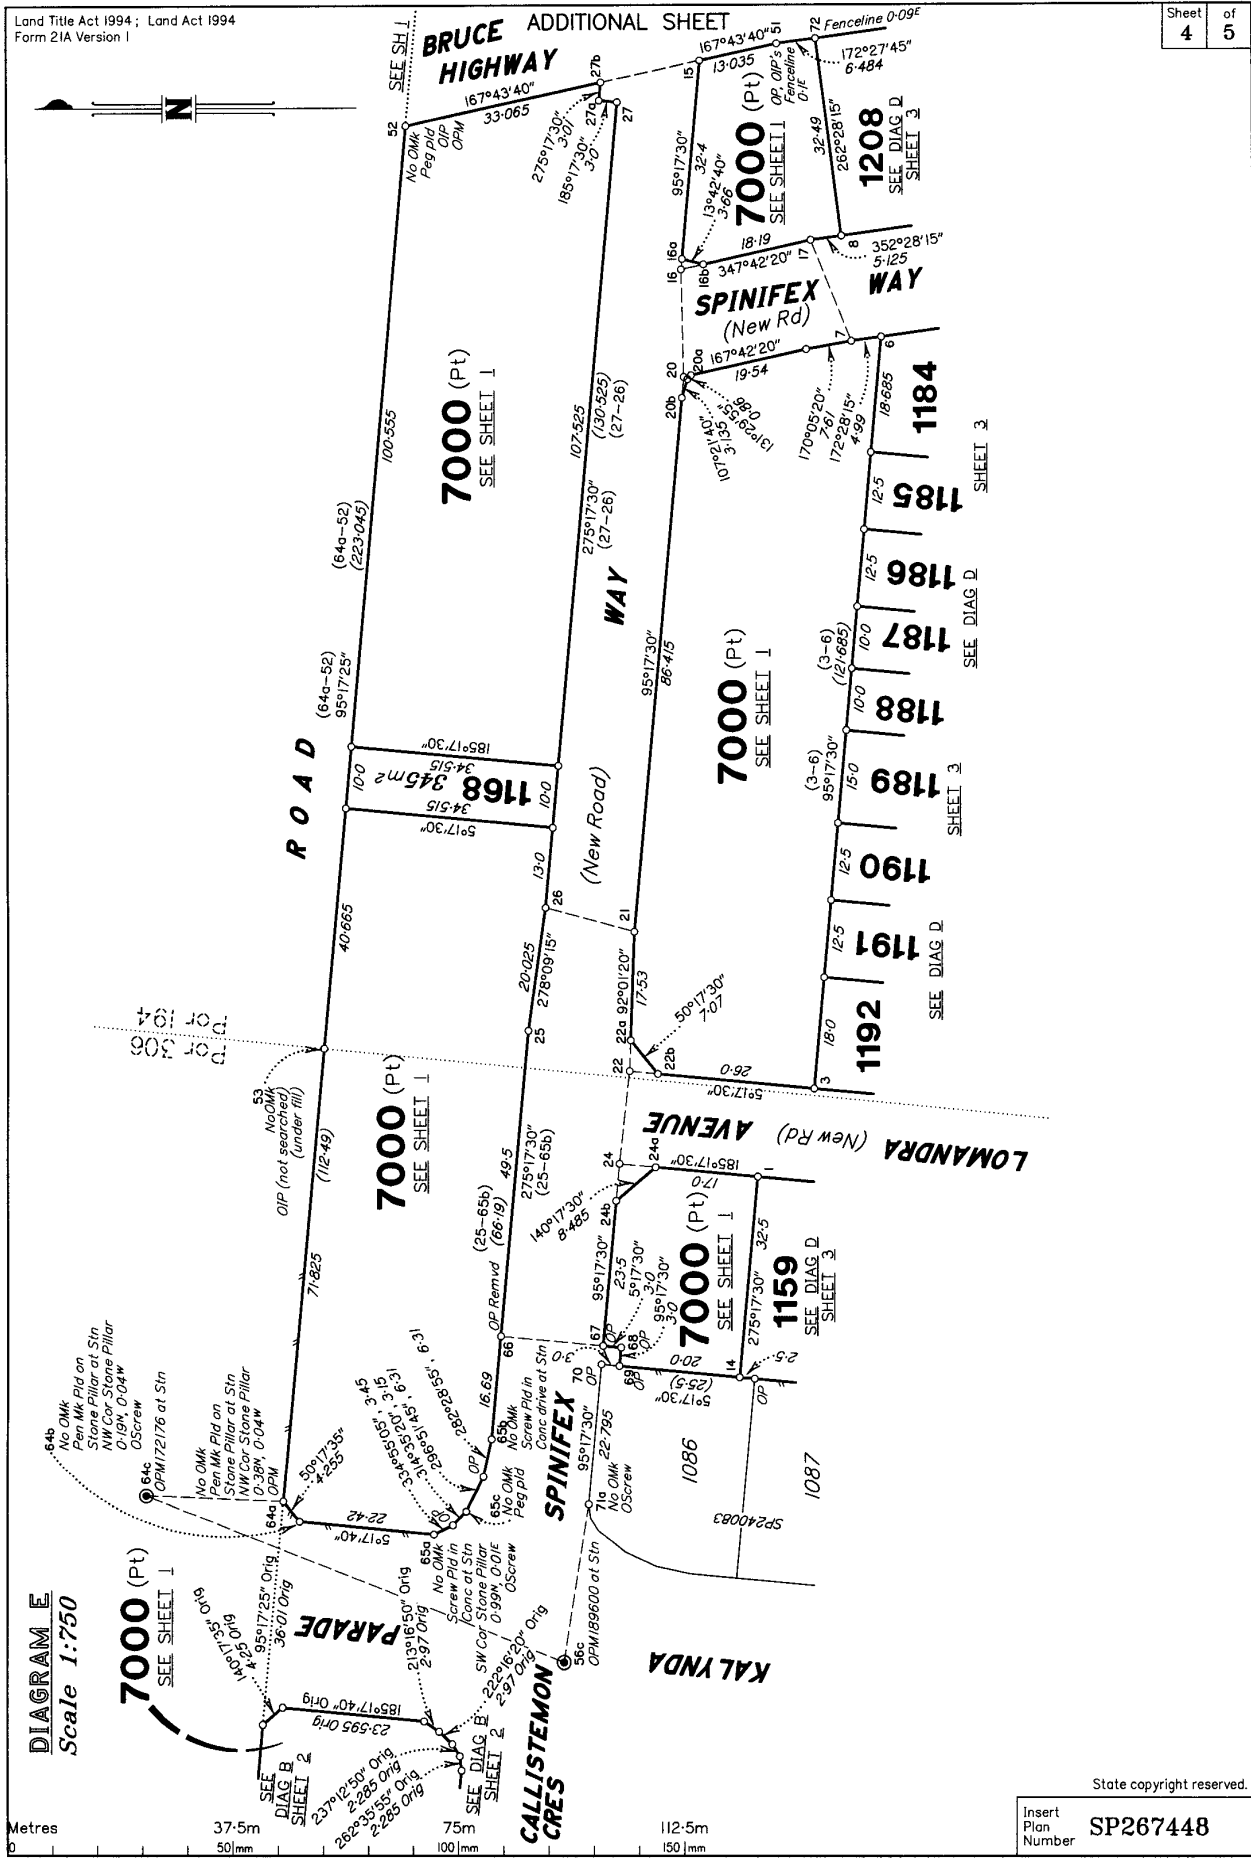 Land Title Act 1994 ; Land Act 1994
Form 21A Version 1
ADDITIONAL SHEET
Sheet
4
of
5
BRUCE
HIGHWAY
SEE SH 1
167°43'40"
33·065
52
No OMk
Peg pld
OIP
OPM
27b
27a
27
275°17'30"
3·01
185°17'30"
3·0
15
167°43'40"
13·035
51
72
Fenceline 0·09E
172°27'45"
6·484
OP, OIP's
Fenceline
0·1E
7000 (Pt)
SEE SHEET 1
95°17'30"
32·4
13°42'40"
3·66
32·49
262°28'15"
1208
SEE DIAG D
SHEET 3
16a
16
16b
18·19
347°42'20"
17
8
352°28'15"
5·125
SPINIFEX
WAY
(New Rd)
N
100·555
(64a–52)
(223·045)
(64a–52)
95°17'25"
7000 (Pt)
SEE SHEET 1
107·525
(130·525)
(27–26)
275°17'30"
(27–26)
WAY
20
20a
20b
167°42'20"
19·54
131°29'55"
0·86
107°21'40"
3·135
7
6
170°05'20"
7·61
172°28'15"
4·99
18·685
1184
12·5
1185
SHEET 3
12·5
1186
SEE DIAG D
10·0
1187
(3–6)
(121·685)
10·0
1188
(3–6)
95°17'30"
15·0
1189
SHEET 3
12·5
1190
12·5
1191
SEE DIAG D
18·0
1192
95°17'30"
86·415
7000 (Pt)
SEE SHEET 1
ROAD
185°17'30"
34·515
10·0
345m²
1168
10·0
34·515
5°17'30"
13·0
(New Road)
26
21
40·665
20·025
278°09'15"
92°01'20"
17·53
50°17'30"
7·07
22a
22
22b
26·0
5°17'30"
3
Por 194
Por 306
25
53
No OMk
OIP (not searched)
(under fill)
(112·49)
7000 (Pt)
SEE SHEET 1
49·5
275°17'30"
(25–65b)
(25–65b)
(66·19)
LOMANDRA AVENUE
(New Rd)
24
24a
24b
185°17'30"
17·0
1
140°17'30"
8·485
95°17'30"
23·5
5°17'30"
3·0
95°17'30"
3·0
7000 (Pt)
SEE SHEET 1
32·5
275°17'30"
1159
SEE DIAG D
SHEET 3
71·825
OP Remvd
66
67
OP
68
OP
3·0
70
OP
69
OP
20·0
(25·5)
5°17'30"
14
2·5
OP
16·69
65b
No OMk
Screw Pld in
Conc drive at Stn
282°28'55", 6·31
296°51'45", 6·31
314°35'20", 3·15
334°55'05", 3·45
OP
OP
65c
No OMk
Peg pld
SPINIFEX
95°17'30"
22·795
71a
No OMk
OScrew
1086
1087
SP240083
64b
No OMk
Pen Mk Pld on
Stone Pillar at Stn
NW Cor Stone Pillar
0·19N, 0·04W
OScrew
64c
OPM172176 at Stn
No OMk
Pen Mk Pld on
Stone Pillar at Stn
NW Cor Stone Pillar
0·38N, 0·04W
OPM
64a
50°17'35"
4·255
22·42
5°17'40"
65a
No OMk
Screw Pld in
Conc at Stn
SW Cor Stone Pillar
0·99N, 0·01E
OScrew
56c
OPM189600 at Stn
KALYNDA
PARADE
CALLISTEMON
CRES
DIAGRAM E
Scale 1:750
7000 (Pt)
SEE SHEET 1
95°17'25" Orig
36·01 Orig
140°17'35" Orig
4·25 Orig
185°17'40" Orig
23·595 Orig
213°16'50" Orig
2·97 Orig
222°16'20" Orig
2·97 Orig
237°12'50" Orig
2·285 Orig
262°35'55" Orig
2·285 Orig
SEE
DIAG B
SHEET 2
SEE DIAG B
SHEET 2
Metres
0
37·5m
50mm
75m
100mm
112·5m
150mm
State copyright reserved.
Insert
Plan
Number
SP267448